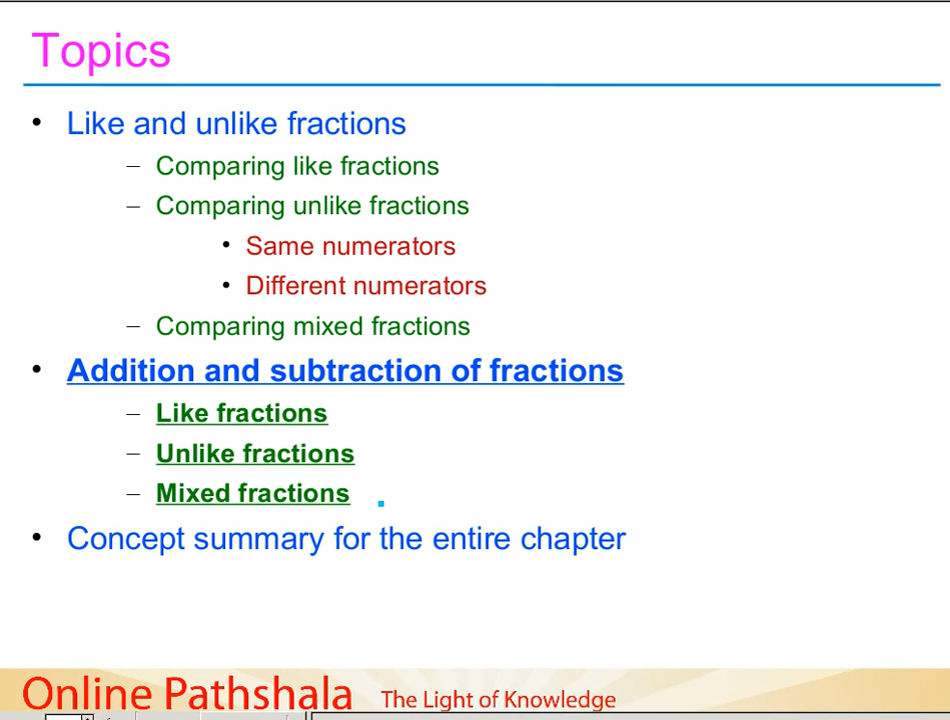 Topics
• Like and unlike fractions
– Comparing like fractions
– Comparing unlike fractions
• Same numerators
• Different numerators
– Comparing mixed fractions
• Addition and subtraction of fractions
– Like fractions
– Unlike fractions
– Mixed fractions
• Concept summary for the entire chapter
Online Pathshala The Light of Knowledge